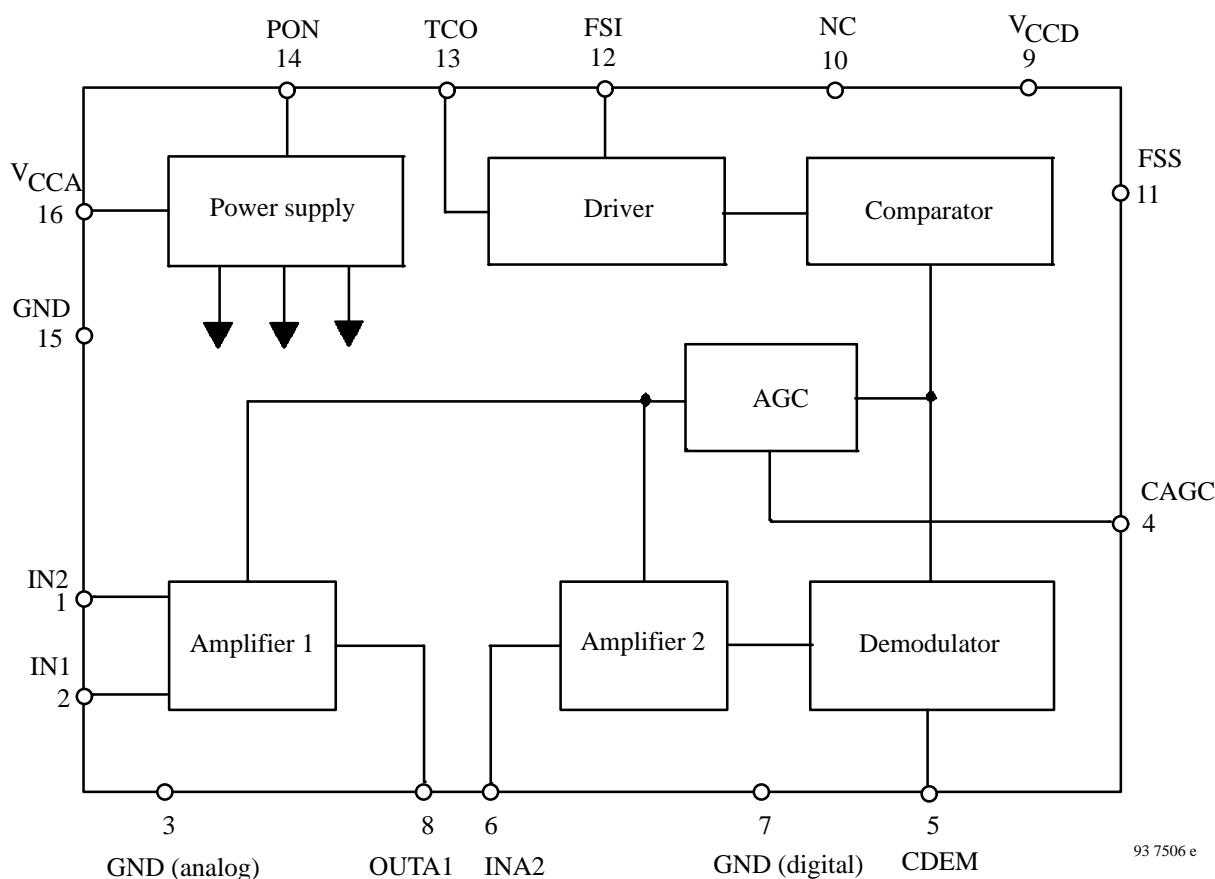 PON
14
TCO
13
FSI
12
NC
10
VCCD
9
VCCA
16
Power supply
Driver
Comparator
FSS
11
GND
15
AGC
CAGC
4
IN2
1
Amplifier 1
Amplifier 2
Demodulator
IN1
2
3
8
6
7
5
GND (analog)
OUTA1
INA2
GND (digital)
CDEM
93 7506 e